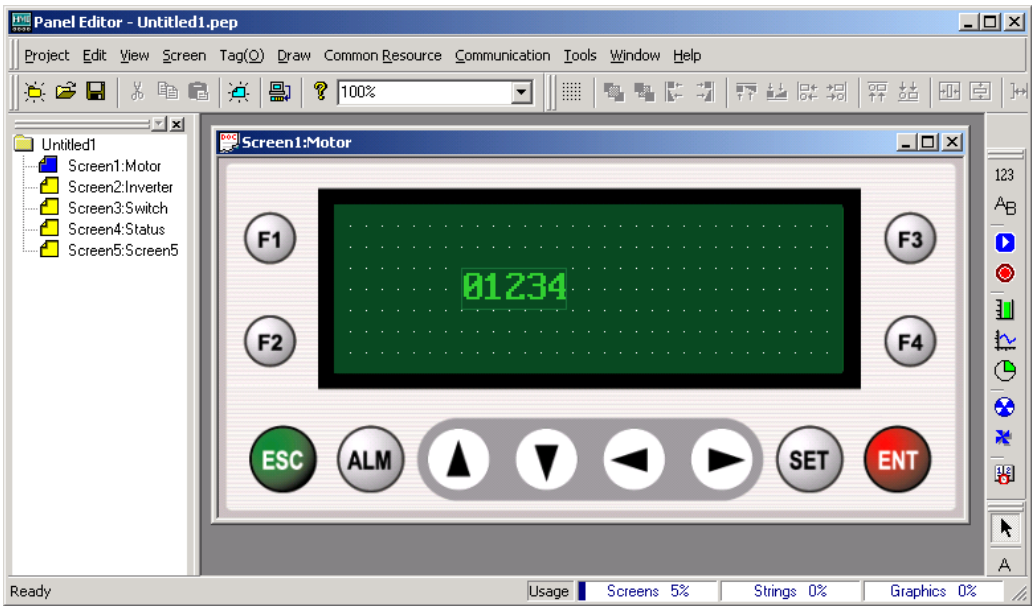 Panel Editor - Untitled1.pep
Project Edit View Screen Tag(O) Draw Common Resource Communication Tools Window Help
100%
Untitled1
Screen1:Motor
Screen2:Inverter
Screen3:Switch
Screen4:Status
Screen5:Screen5
Screen1:Motor
F1
F2
01234
F3
F4
ESC ALM SET ENT
123
AB
A
Ready
Usage Screens 5% Strings 0% Graphics 0%